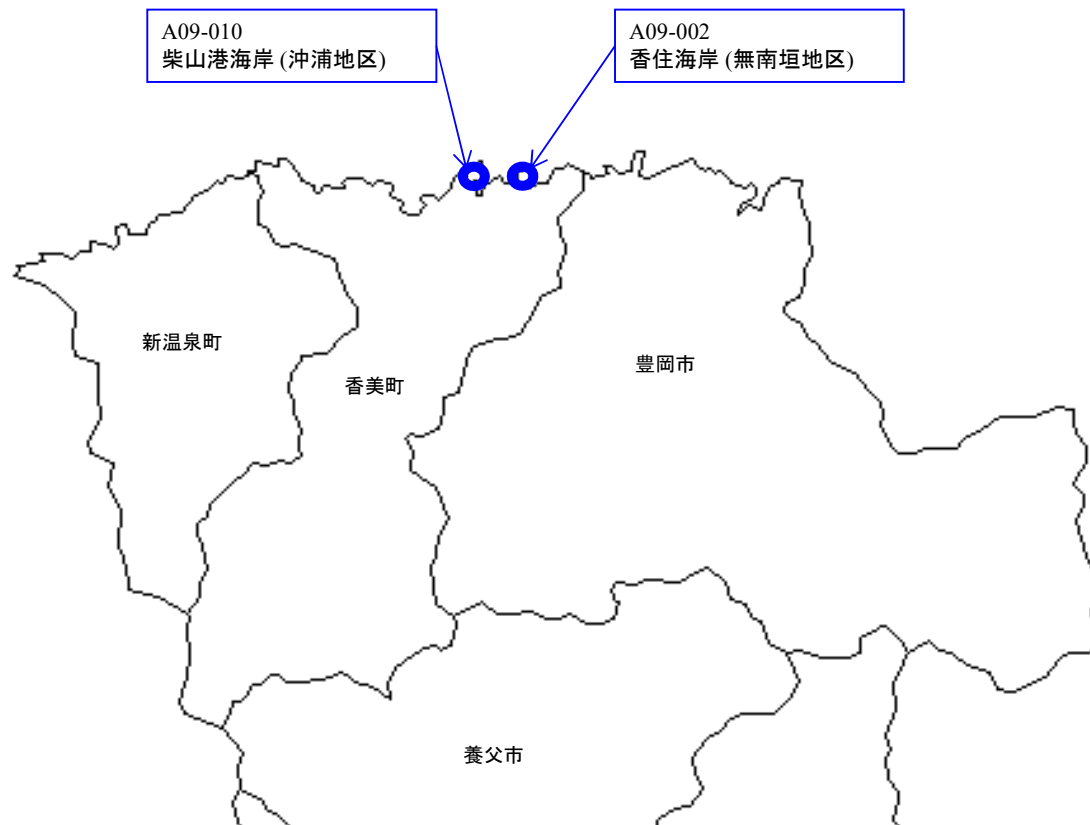 A09-010
柴山港海岸 (沖浦地区)
A09-002
香住海岸 (無南垣地区)
新温泉町
香美町
豊岡市
養父市